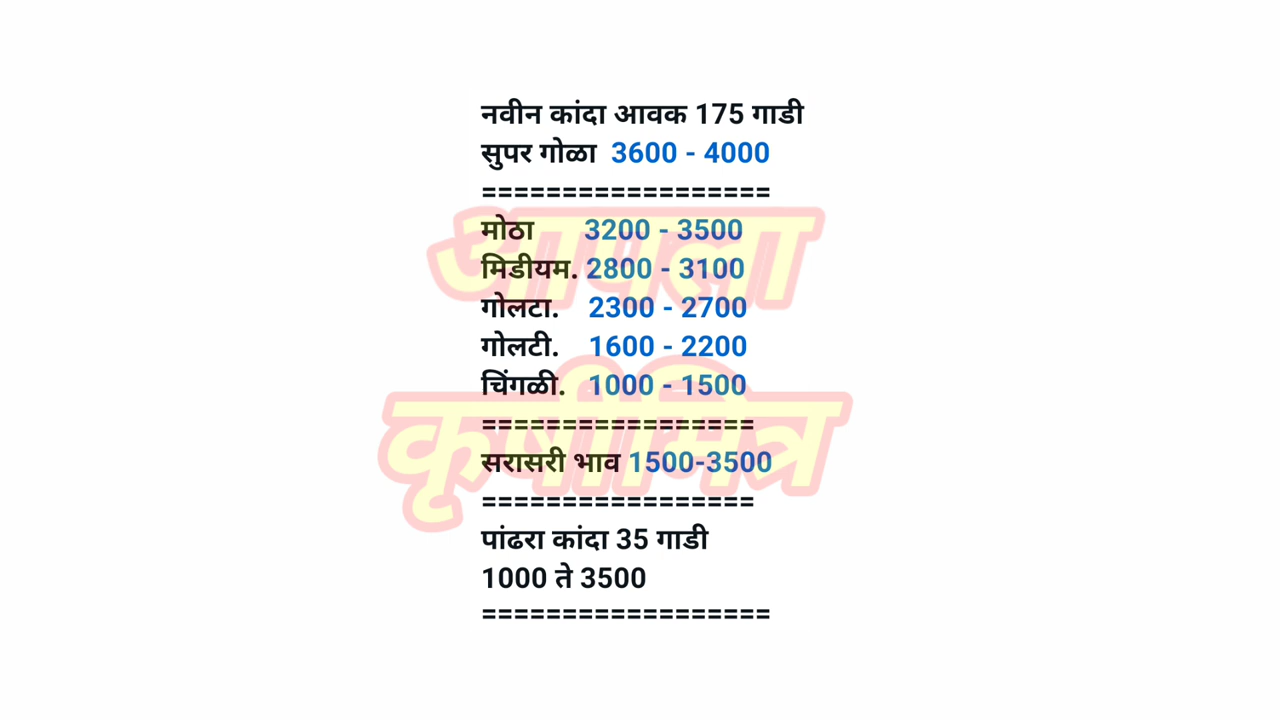 नवीन कांदा आवक 175 गाडी
सुपर गोळा 3600 - 4000
==================
मोठा 3200 - 3500
मिडीयम. 2800 - 3100
गोलटा. 2300 - 2700
गोलटी. 1600 - 2200
चिंगळी. 1000 - 1500
=================
सरासरी भाव 1500-3500
=================
पांढरा कांदा 35 गाडी
1000 ते 3500
==================
आपला
कृषीमित्र